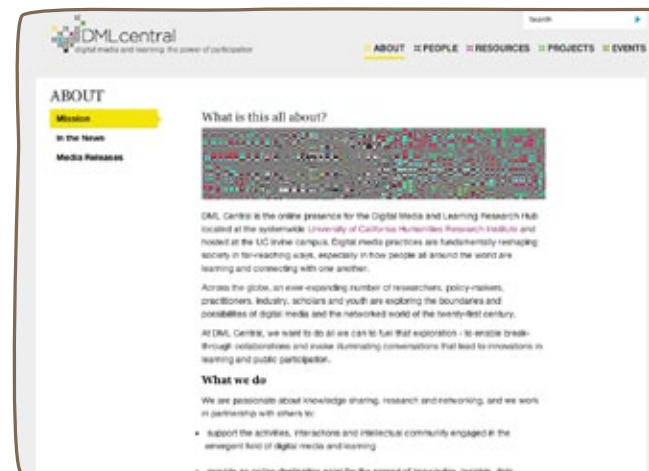 DMLcentral
digital media and learning: the power of participation
Search
ABOUT PEOPLE RESOURCES PROJECTS EVENTS
ABOUT
Mission
In the News
Media Releases
What is this all about?
DML Central is the online presence for the Digital Media and Learning Research Hub
located at the systemwide University of California Humanities Research Institute and
hosted at the UC Irvine campus. Digital media practices are fundamentally reshaping
society in far-reaching ways, especially in how people all around the world are
learning and connecting with one another.
Across the globe, an ever-expanding number of researchers, policy-makers,
practitioners, industry, scholars and youth are exploring the boundaries and
possibilities of digital media and the networked world of the twenty-first century.
At DML Central, we want to do all we can to fuel that exploration - to enable break-
through collaborations and evoke illuminating conversations that lead to innovations in
learning and public participation.
What we do
We are passionate about knowledge sharing, research and networking, and we work
in partnership with others to:
• support the activities, interactions and intellectual community engaged in the
emergent field of digital media and learning